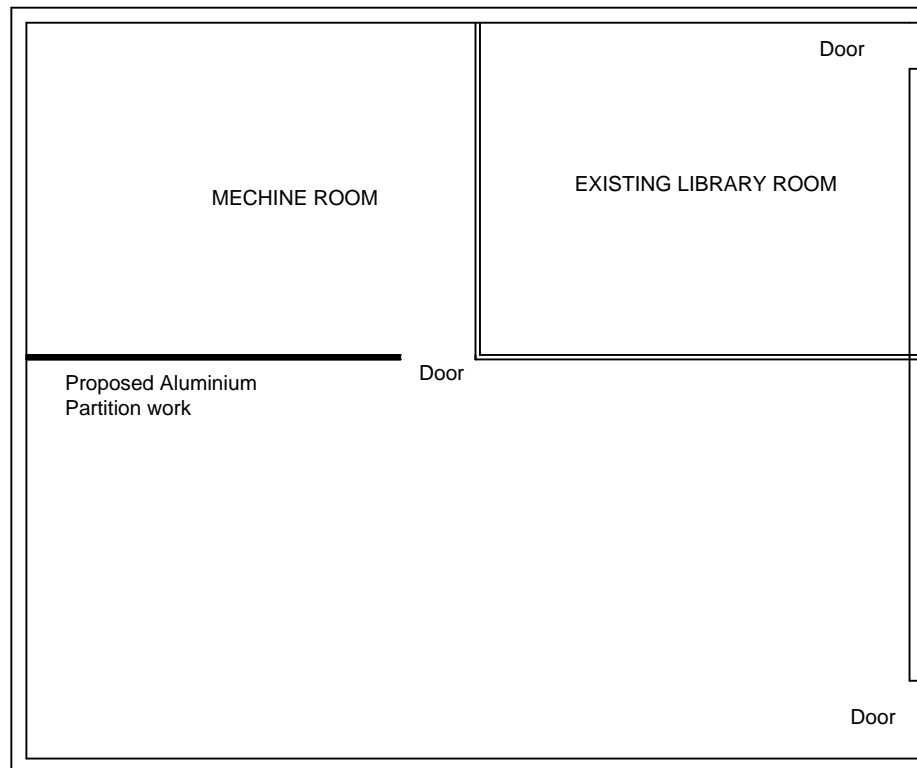 Door
EXISTING LIBRARY ROOM
MECHINE ROOM
Door
Proposed Aluminium
Partition work
Door